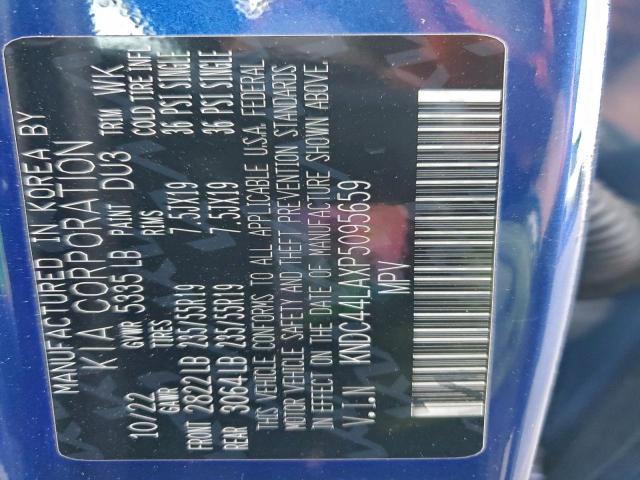 MANUFACTURED IN KOREA BY
KIA CORPORATION
10/22 GVWR 5335 LB PAINT DU3 TRIM WK
GAWR TIRES RIMS COLD TIRE INFL
FRONT 2822LB 235/55R19 7.5JX19 36 PSI SINGLE
REAR 3064LB 235/55R19 7.5JX19 36 PSI SINGLE
THIS VEHICLE CONFORMS TO ALL APPLICABLE U.S.A. FEDERAL
MOTOR VEHICLE SAFETY AND THEFT PREVENTION STANDARDS
IN EFFECT ON THE DATE OF MANUFACTURE SHOWN ABOVE.
V.I.N KNDC44LAXP5095659
MPV